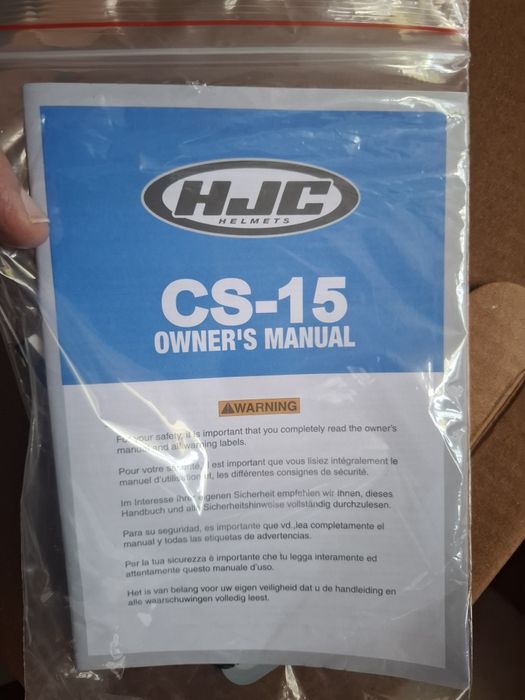 HJC
HELMETS
CS-15
OWNER'S MANUAL
WARNING
For your safety, it is important that you completely read the owner's
manual and all warning labels.
Pour votre sécurité, il est important que vous lisiez intégralement le
manuel d'utilisation et, les différentes consignes de sécurité.
Im Interesse ihrer eigenen Sicherheit empfehlen wir Ihnen, dieses
Handbuch und alle Sicherheitshinweise vollständig durchzulesen.
Para su seguridad, es importante que vd.,lea completamente el
manual y todas las etiquetas de advertencias.
Per la tua sicurezza è importante che tu legga interamente ed
attentamente questo manuale d'uso.
Het is van belang voor uw eigen veiligheid dat u de handleiding en
alle waarschuwingen volledig leest.